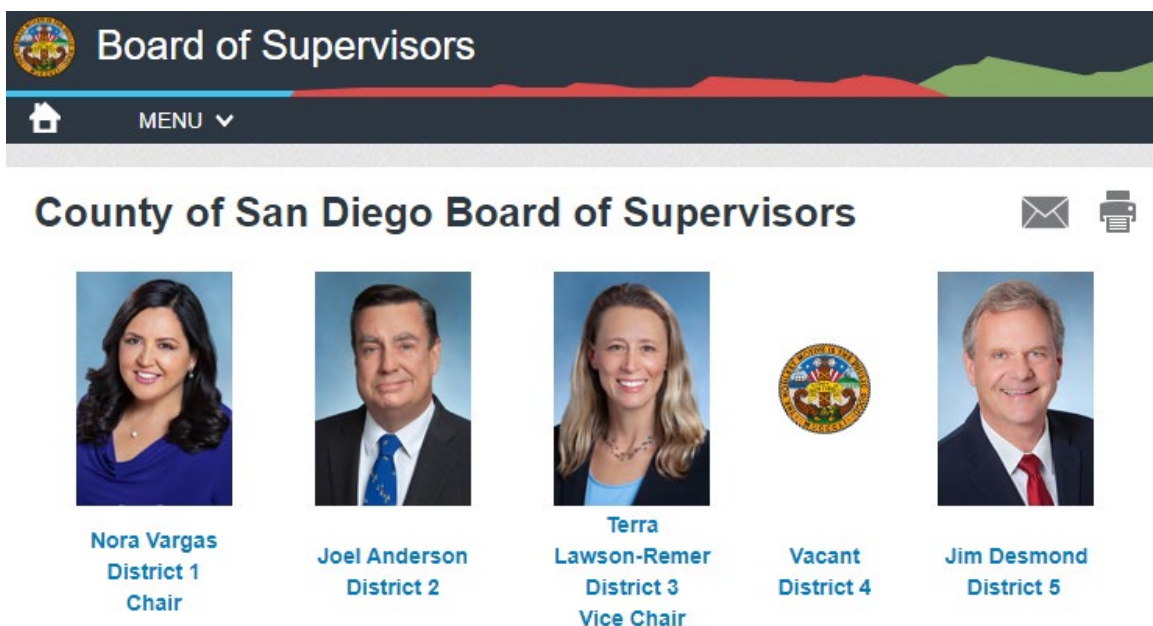 Board of Supervisors
MENU
County of San Diego Board of Supervisors
Nora Vargas
District 1
Chair
Joel Anderson
District 2
Terra
Lawson-Remer
District 3
Vice Chair
Vacant
District 4
Jim Desmond
District 5